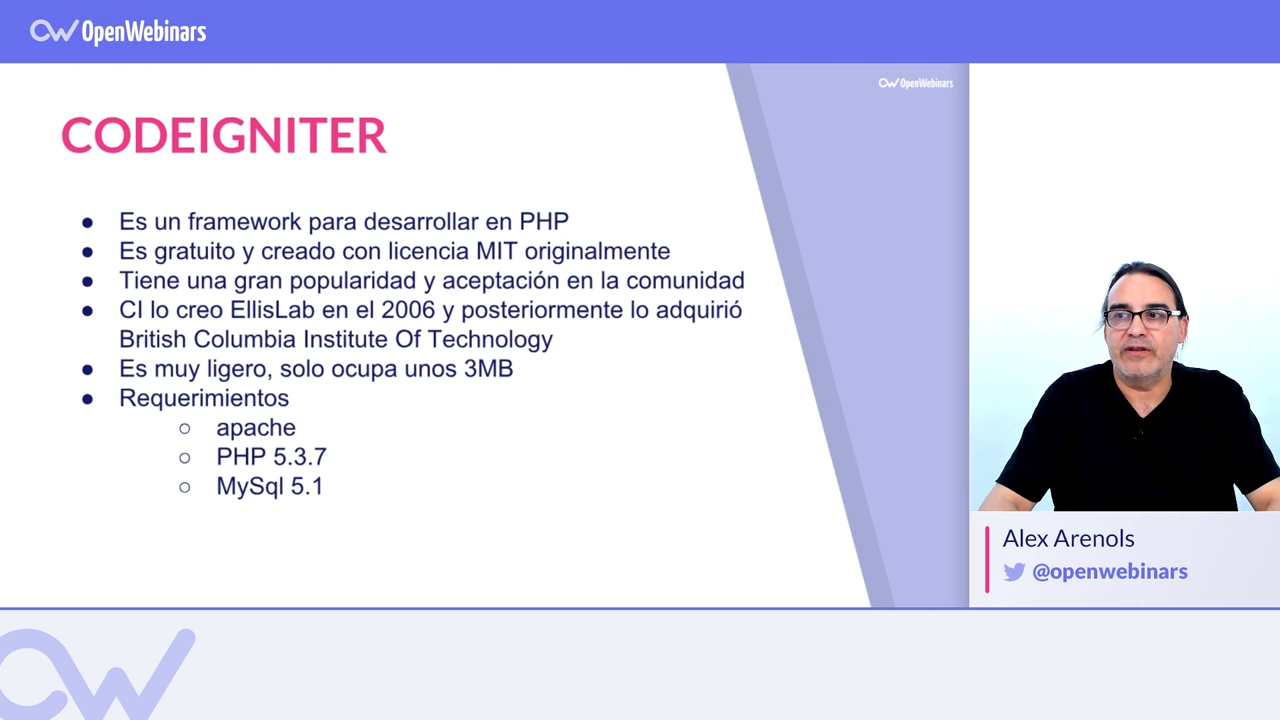 OpenWebinars
OpenWebinars
CODEIGNITER
● Es un framework para desarrollar en PHP
● Es gratuito y creado con licencia MIT originalmente
● Tiene una gran popularidad y aceptación en la comunidad
● CI lo creo EllisLab en el 2006 y posteriormente lo adquirió
British Columbia Institute Of Technology
● Es muy ligero, solo ocupa unos 3MB
● Requerimientos
○ apache
○ PHP 5.3.7
○ MySql 5.1
Alex Arenols
@openwebinars